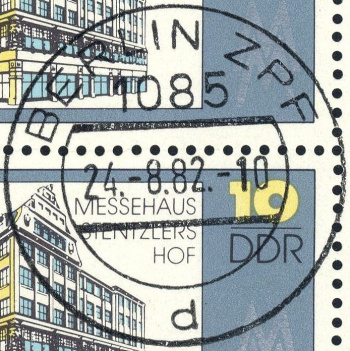 BERLIN ZPF
1085
24.-8.82.-10
MESSEHAUS
STENTZLERS
HOF
10
DDR
d